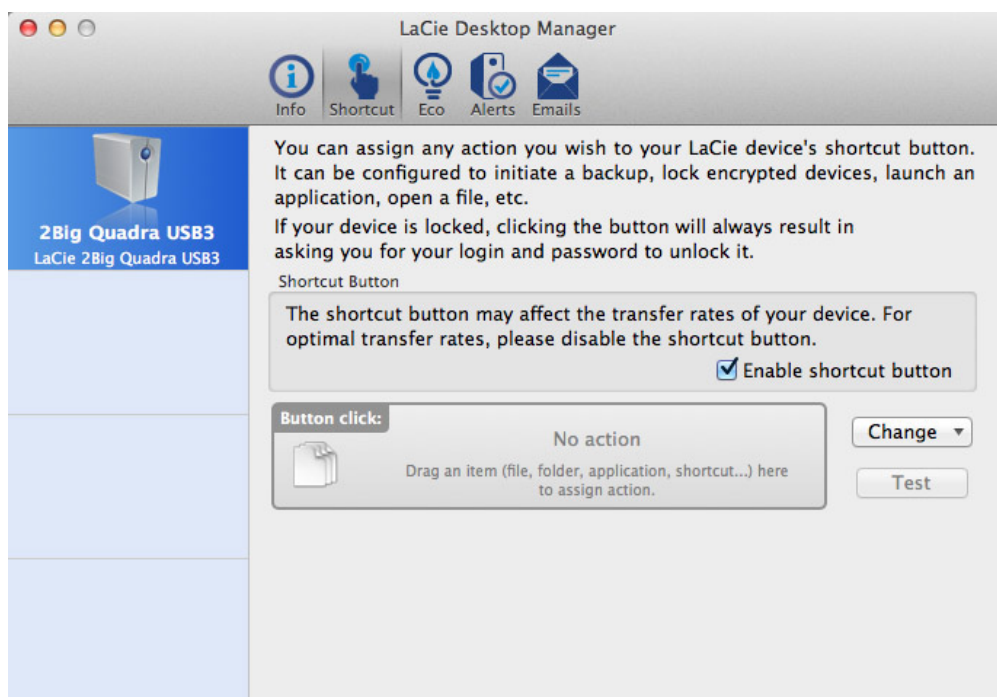 LaCie Desktop Manager
Info Shortcut Eco Alerts Emails
2Big Quadra USB3
LaCie 2Big Quadra USB3
You can assign any action you wish to your LaCie device's shortcut button.
It can be configured to initiate a backup, lock encrypted devices, launch an
application, open a file, etc.
If your device is locked, clicking the button will always result in
asking you for your login and password to unlock it.
Shortcut Button
The shortcut button may affect the transfer rates of your device. For
optimal transfer rates, please disable the shortcut button.
Enable shortcut button
Button click:
No action
Drag an item (file, folder, application, shortcut...) here
to assign action.
Change
Test